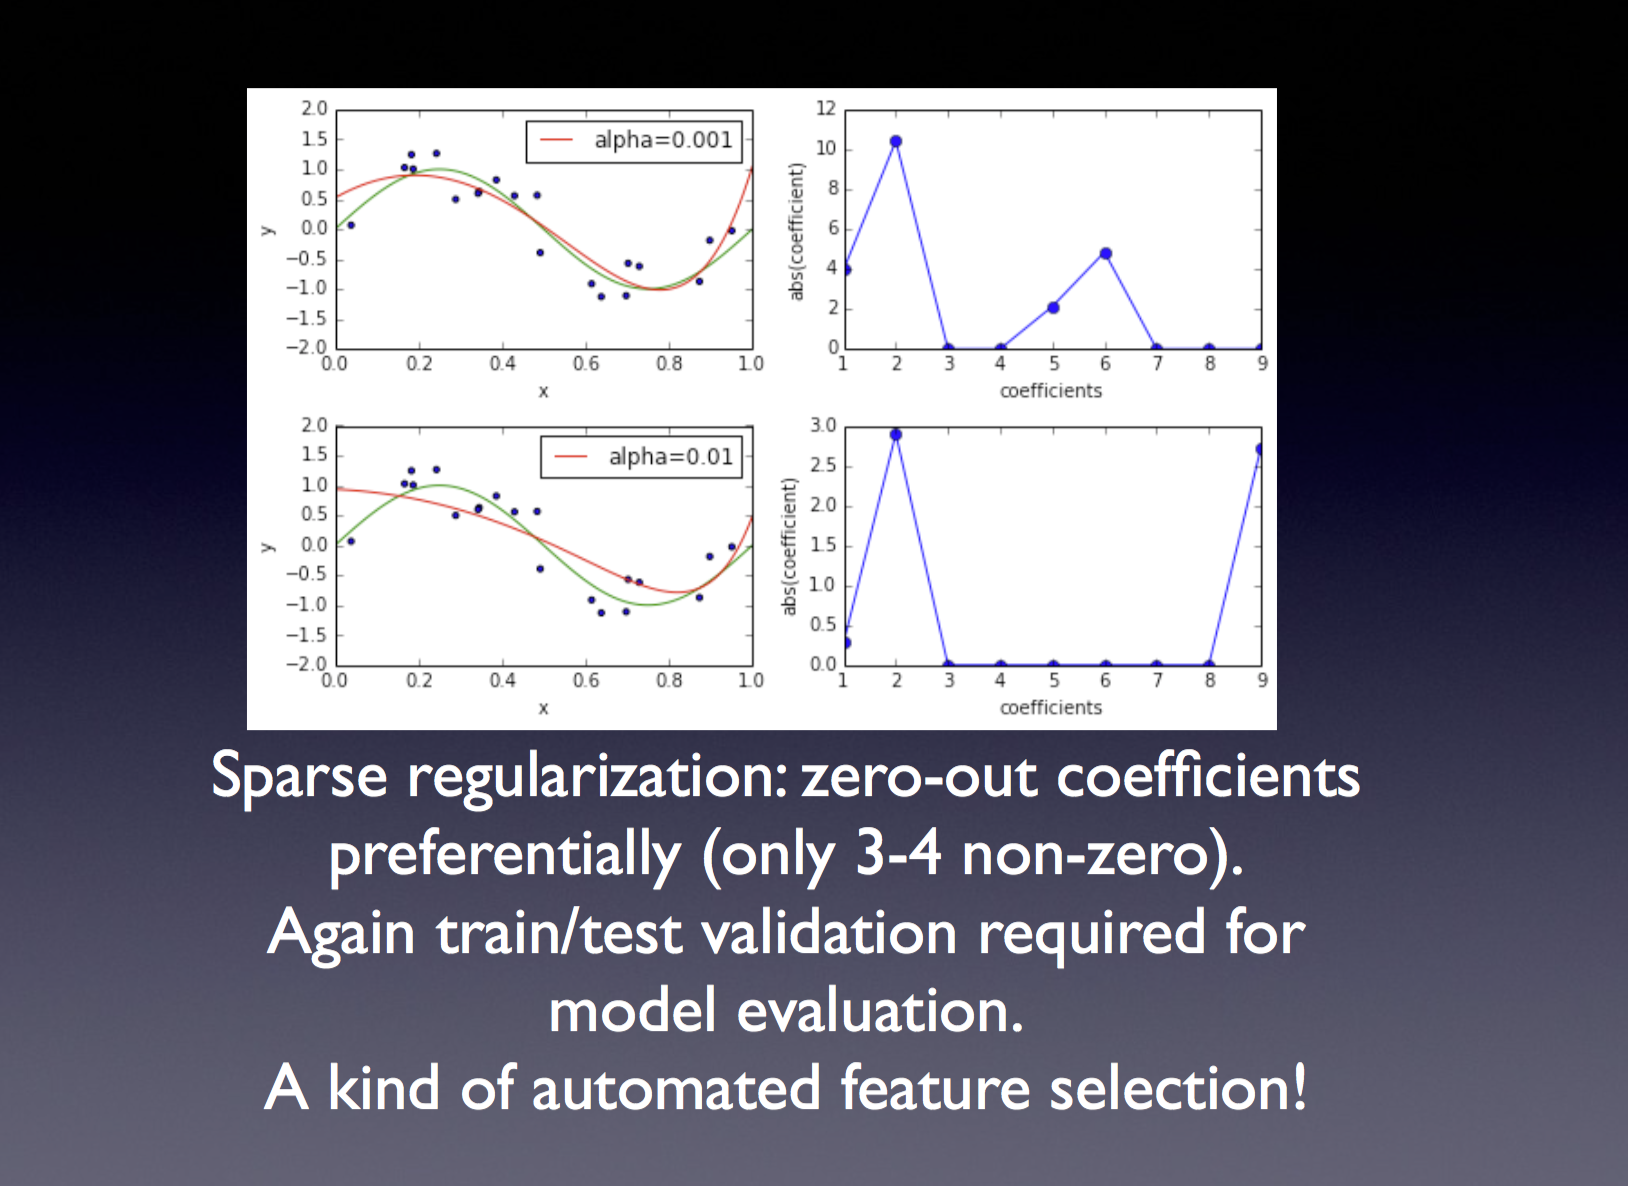 2.0
1.5
1.0
0.5
0.0
−0.5
−1.0
−1.5
−2.0
y
alpha=0.001
0.0 0.2 0.4 0.6 0.8 1.0
x
12
10
8
6
4
2
0
abs(coefficient)
1 2 3 4 5 6 7 8 9
coefficients
2.0
1.5
1.0
0.5
0.0
−0.5
−1.0
−1.5
−2.0
y
alpha=0.01
0.0 0.2 0.4 0.6 0.8 1.0
x
3.0
2.5
2.0
1.5
1.0
0.5
0.0
abs(coefficient)
1 2 3 4 5 6 7 8 9
coefficients
Sparse regularization: zero-out coefficients
preferentially (only 3-4 non-zero).
Again train/test validation required for
model evaluation.
A kind of automated feature selection!